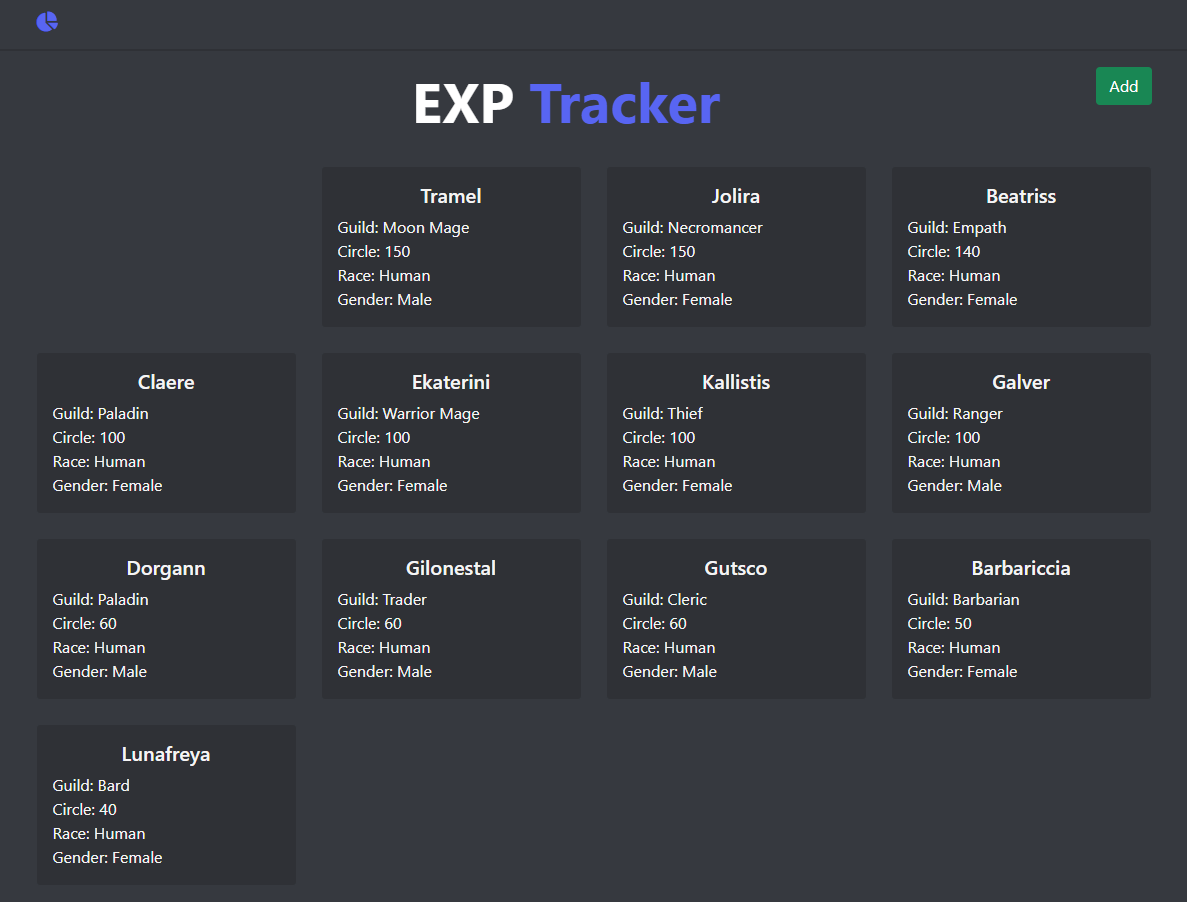 EXP Tracker
Add
Tramel
Guild: Moon Mage
Circle: 150
Race: Human
Gender: Male
Jolira
Guild: Necromancer
Circle: 150
Race: Human
Gender: Female
Beatriss
Guild: Empath
Circle: 140
Race: Human
Gender: Female
Claere
Guild: Paladin
Circle: 100
Race: Human
Gender: Female
Ekaterini
Guild: Warrior Mage
Circle: 100
Race: Human
Gender: Female
Kallistis
Guild: Thief
Circle: 100
Race: Human
Gender: Female
Galver
Guild: Ranger
Circle: 100
Race: Human
Gender: Male
Dorgann
Guild: Paladin
Circle: 60
Race: Human
Gender: Male
Gilonestal
Guild: Trader
Circle: 60
Race: Human
Gender: Male
Gutsco
Guild: Cleric
Circle: 60
Race: Human
Gender: Male
Barbariccia
Guild: Barbarian
Circle: 50
Race: Human
Gender: Female
Lunafreya
Guild: Bard
Circle: 40
Race: Human
Gender: Female